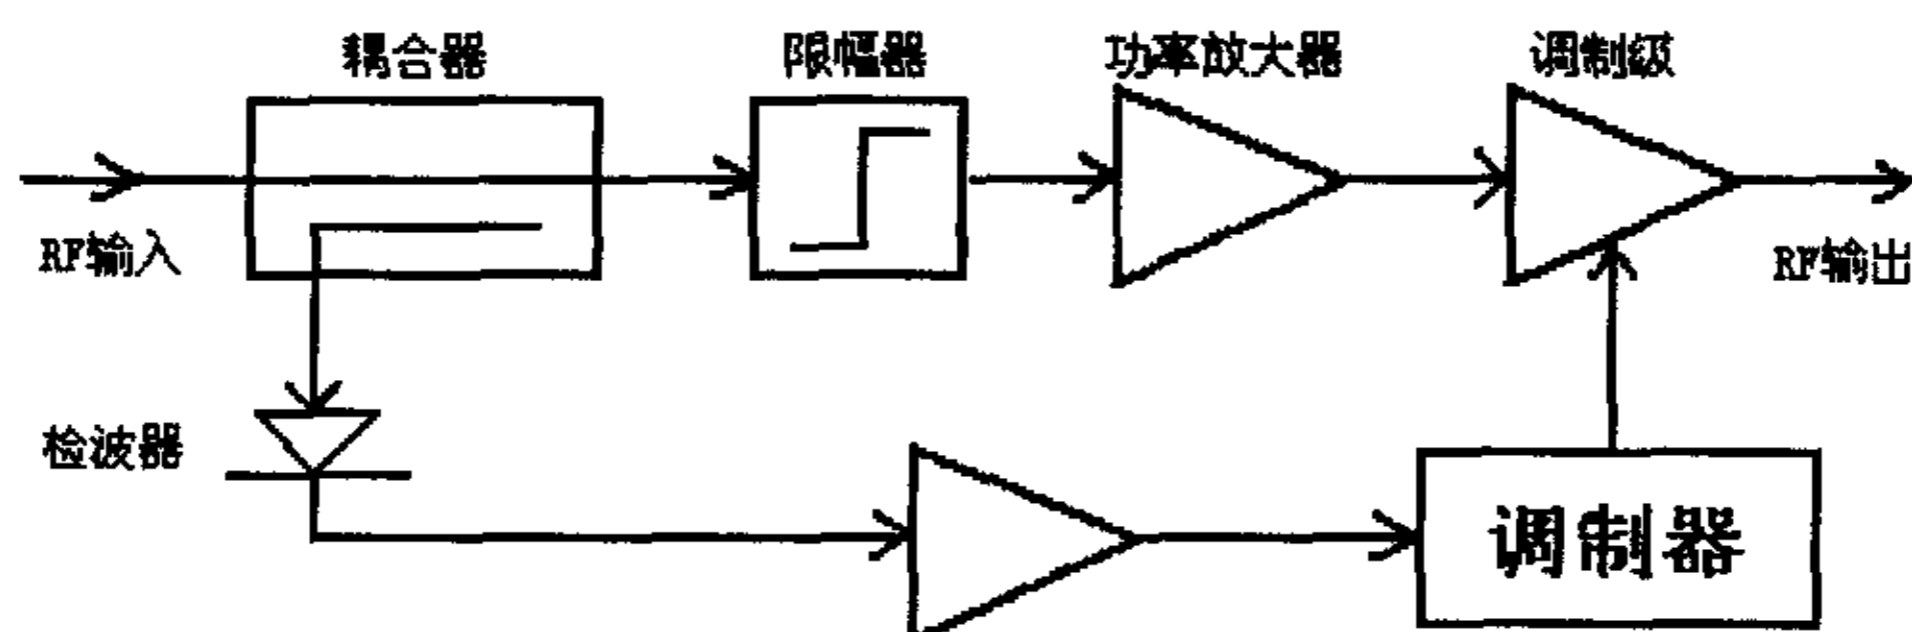 耦合器
限幅器
功率放大器
调制级
RF输入
RF输出
检波器
调制器